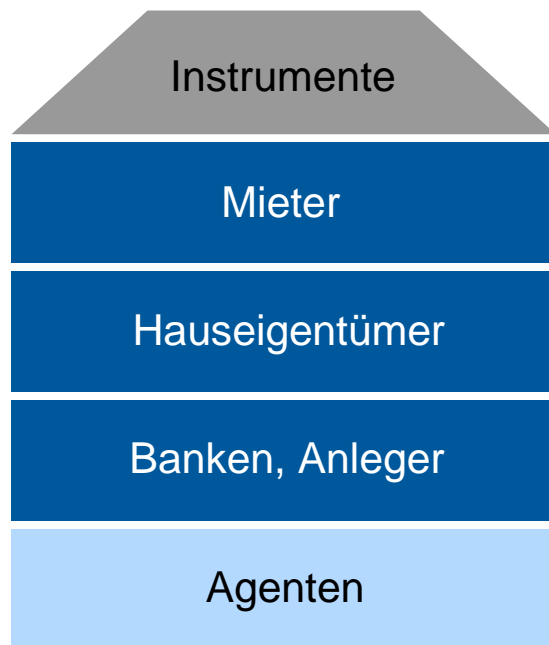 Instrumente
Mieter
Hauseigentümer
Banken, Anleger
Agenten